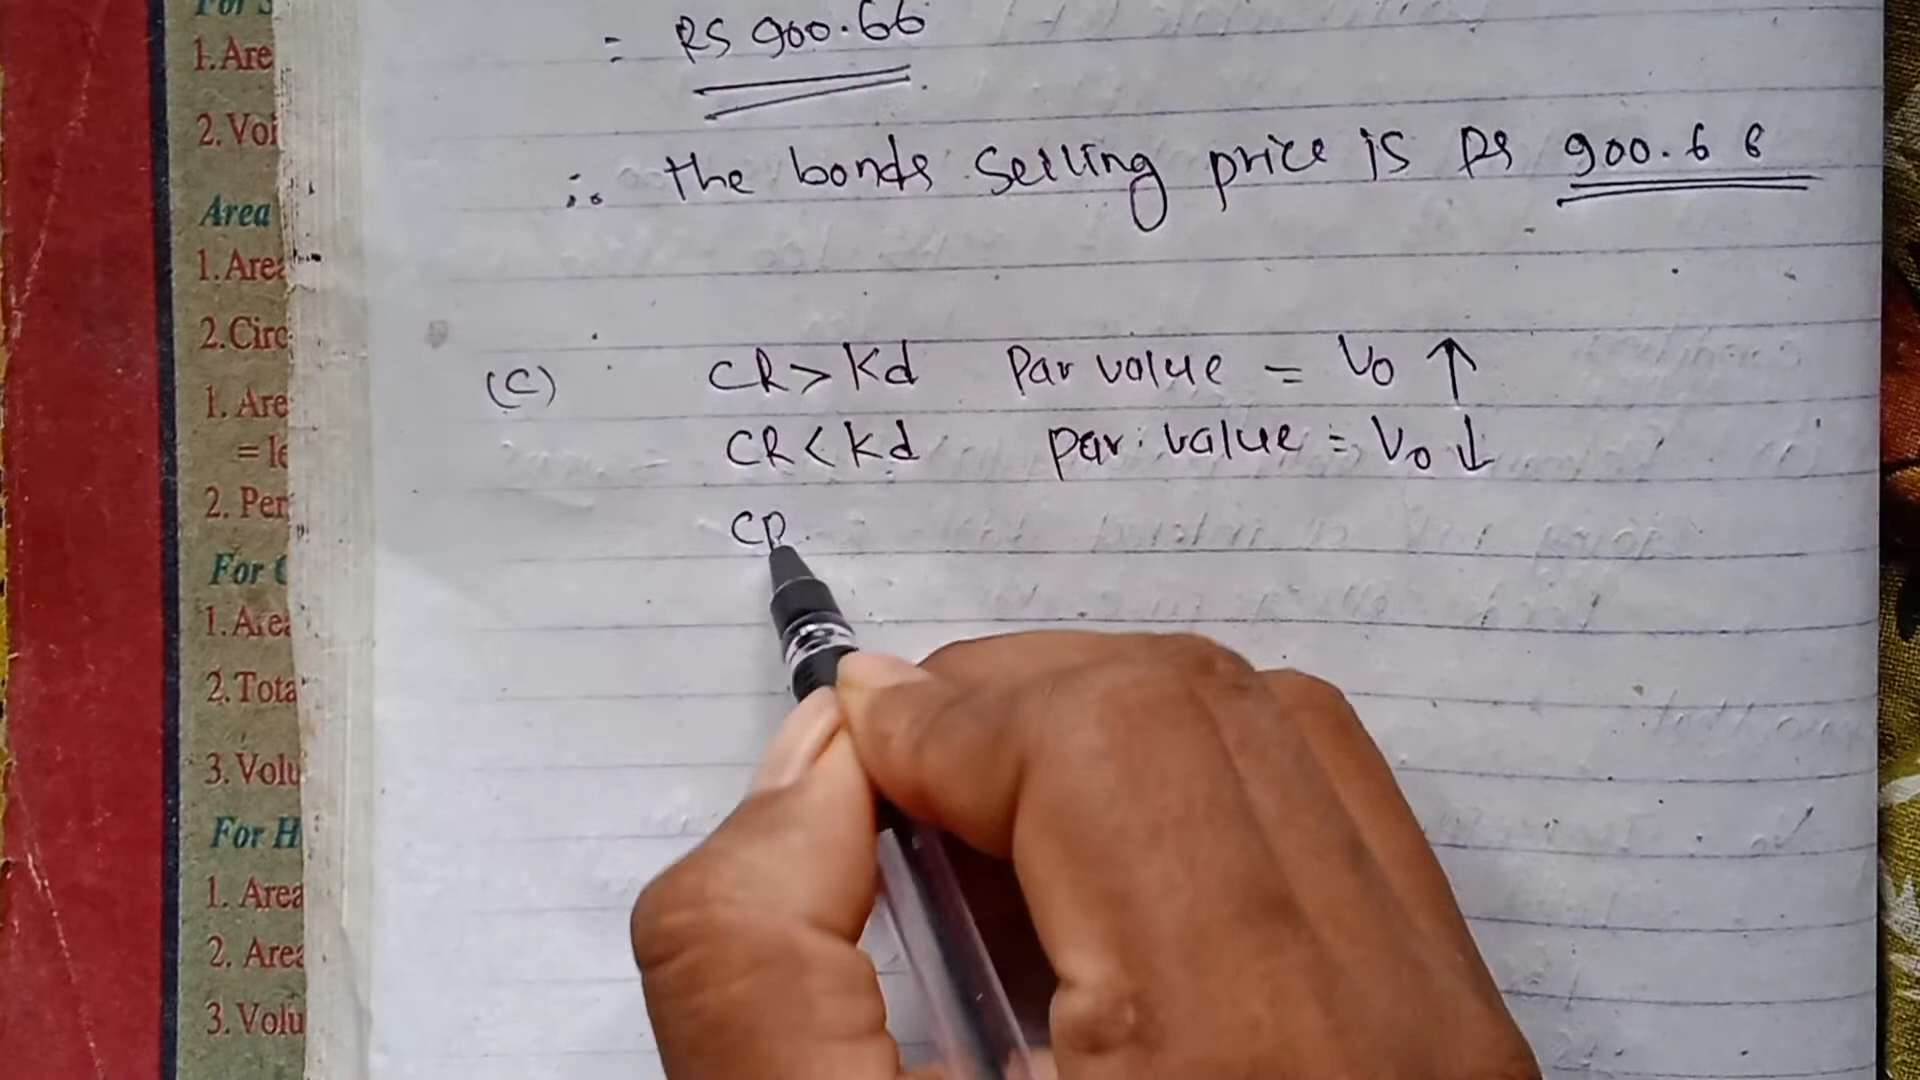 For S
1. Are
2. Vol
Area
1. Area
2. Circ
1. Are
= le
2. Per
For C
1. Area
2. Tota
3. Volu
For H
1. Area
2. Area
3. Volu
= RS 900.66
∴ the bonds selling price is RS 900.66
(C) CR > Kd Par value = V0 ↑
CR < Kd par value = V0 ↓
CR